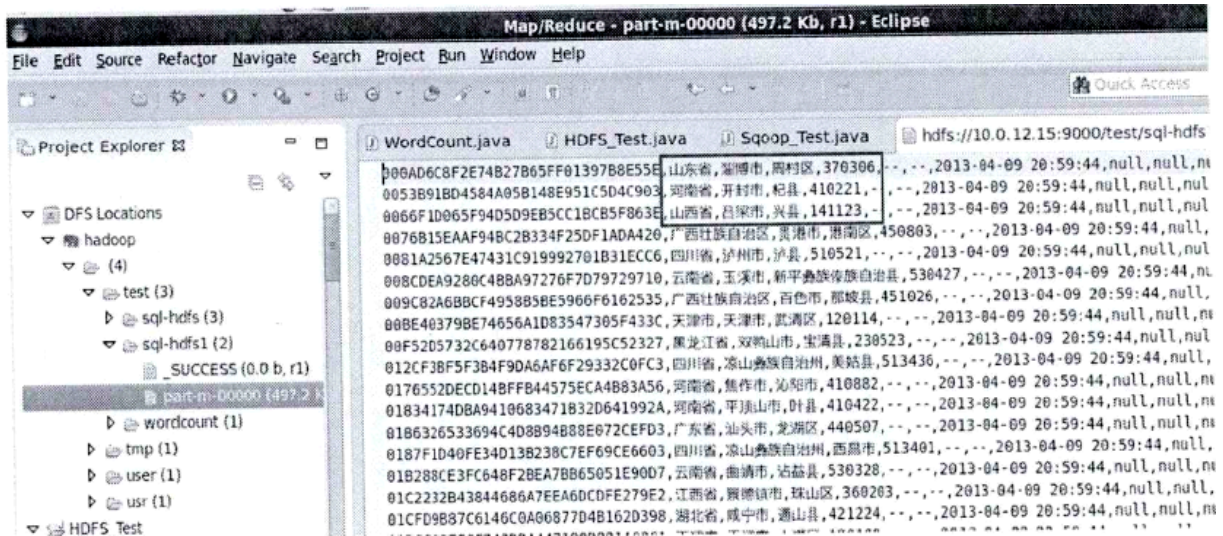 Map/Reduce - part-m-00000 (497.2 Kb, r1) - Eclipse
File Edit Source Refactor Navigate Search Project Run Window Help
Quick Access
Project Explorer
WordCount.java HDFS_Test.java Sqoop_Test.java hdfs://10.0.12.15:9000/test/sql-hdfs
DFS Locations
hadoop
(4)
test (3)
sql-hdfs (3)
sql-hdfs1 (2)
_SUCCESS (0.0 b, r1)
part-m-00000 (497.2 K
wordcount (1)
tmp (1)
user (1)
usr (1)
HDFS_Test
000AD6C8F2E74B27B65FF01397B8E55E,山东省,淄博市,周村区,370306,--,--,2013-04-09 20:59:44,null,null,nu
0053B91BD4584A05B148E951C5D4C903,河南省,开封市,杞县,410221,--,--,2013-04-09 20:59:44,null,null,nul
0066F1D065F94D5D9EB5CC1BCB5F863E,山西省,吕梁市,兴县,141123,--,--,2013-04-09 20:59:44,null,null,nul
0076B15EAAF94BC2B334F25DF1ADA420,广西壮族自治区,贵港市,港南区,450803,--,--,2013-04-09 20:59:44,null,
0081A2567E47431C919992701B31ECC6,四川省,泸州市,泸县,510521,--,--,2013-04-09 20:59:44,null,null,nul
008CDEA9280C4BBA97276F7D79729710,云南省,玉溪市,新平彝族傣族自治县,530427,--,--,2013-04-09 20:59:44,nu
009C82A6BBCF4958B5BE5966F6162535,广西壮族自治区,百色市,那坡县,451026,--,--,2013-04-09 20:59:44,null,
00BE40379BE74656A1D83547305F433C,天津市,天津市,武清区,120114,--,--,2013-04-09 20:59:44,null,null,nu
00F52D5732C640778782166195C52327,黑龙江省,双鸭山市,宝清县,230523,--,--,2013-04-09 20:59:44,null,nul
012CF3BF5F3B4F9DA6AF6F29332C0FC3,四川省,凉山彝族自治州,美姑县,513436,--,--,2013-04-09 20:59:44,null,
0176552DECD14BFFB44575ECA4B83A56,河南省,焦作市,沁阳市,410882,--,--,2013-04-09 20:59:44,null,null,nu
01834174DBA9410683471B32D641992A,河南省,平顶山市,叶县,410422,--,--,2013-04-09 20:59:44,null,null,nu
01B6326533694C4D8B94B88E072CEFD3,广东省,汕头市,龙湖区,440507,--,--,2013-04-09 20:59:44,null,null,nu
0187F1D40FE34D13B238C7EF69CE6603,四川省,凉山彝族自治州,西昌市,513401,--,--,2013-04-09 20:59:44,null,
01B288CE3FC648F2BEA7BB65051E90D7,云南省,曲靖市,沾益县,530328,--,--,2013-04-09 20:59:44,null,null,nu
01C2232B43844686A7EEA6DCDFE279E2,江西省,景德镇市,珠山区,360203,--,--,2013-04-09 20:59:44,null,null,
01CFD9B87C6146C0A06877D4B162D398,湖北省,咸宁市,通山县,421224,--,--,2013-04-09 20:59:44,null,null,nu